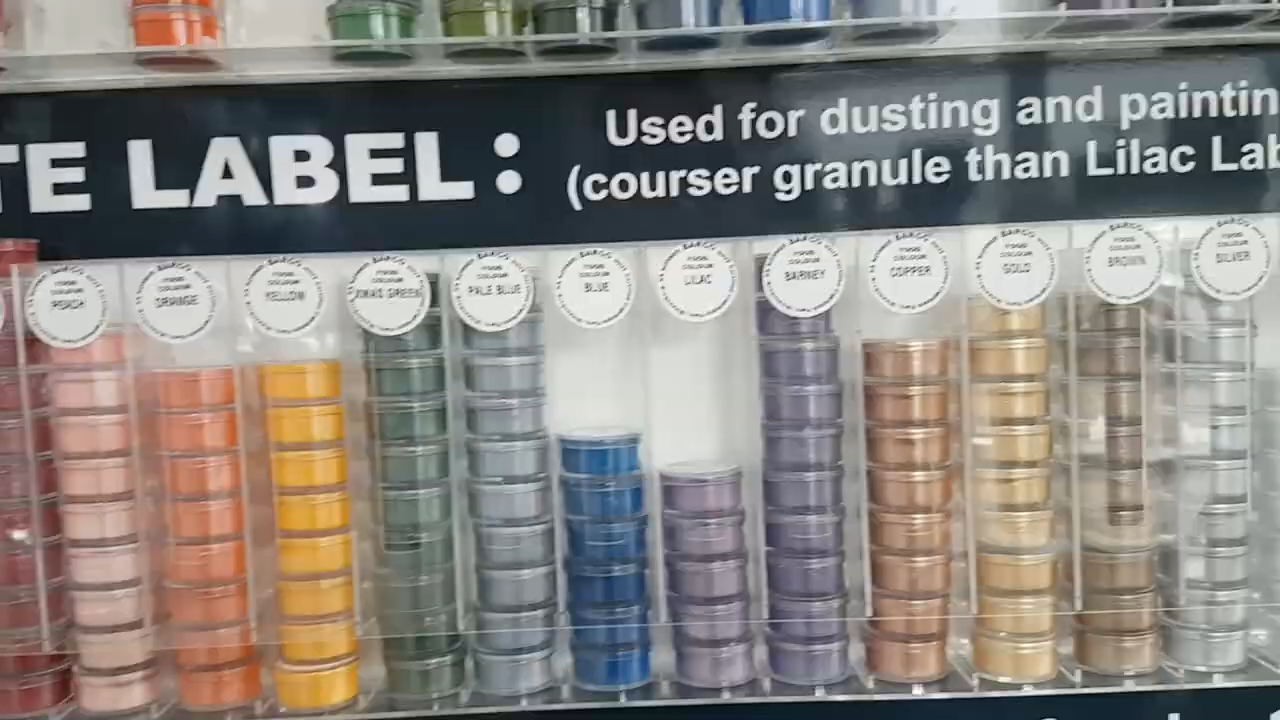 TE LABEL:
Used for dusting and paintin
(courser granule than Lilac Lab
PEACH
ORANGE
YELLOW
XMAS GREEN
PALE BLUE
BLUE
LILAC
BARNEY
COPPER
GOLD
BROWN
SILVER